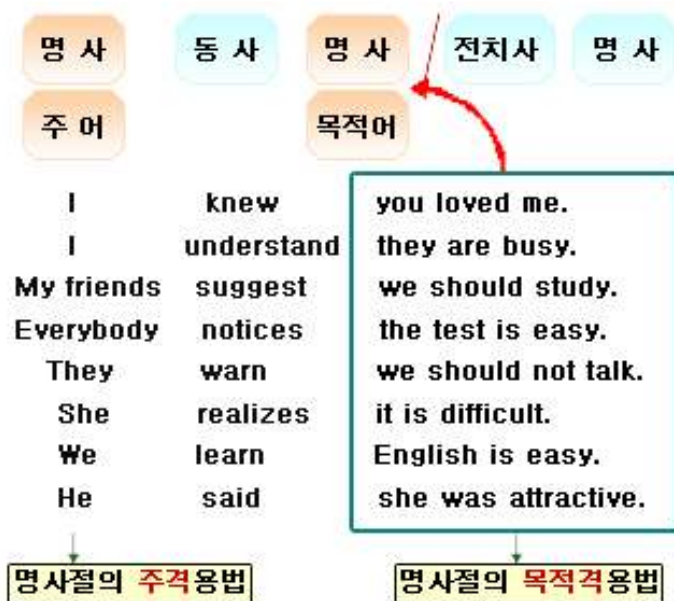 명 사 동 사 명 사 전치사 명 사
주 어 목적어
I knew you loved me.
I understand they are busy.
My friends suggest we should study.
Everybody notices the test is easy.
They warn we should not talk.
She realizes it is difficult.
We learn English is easy.
He said she was attractive.
명사절의 주격용법 명사절의 목적격용법